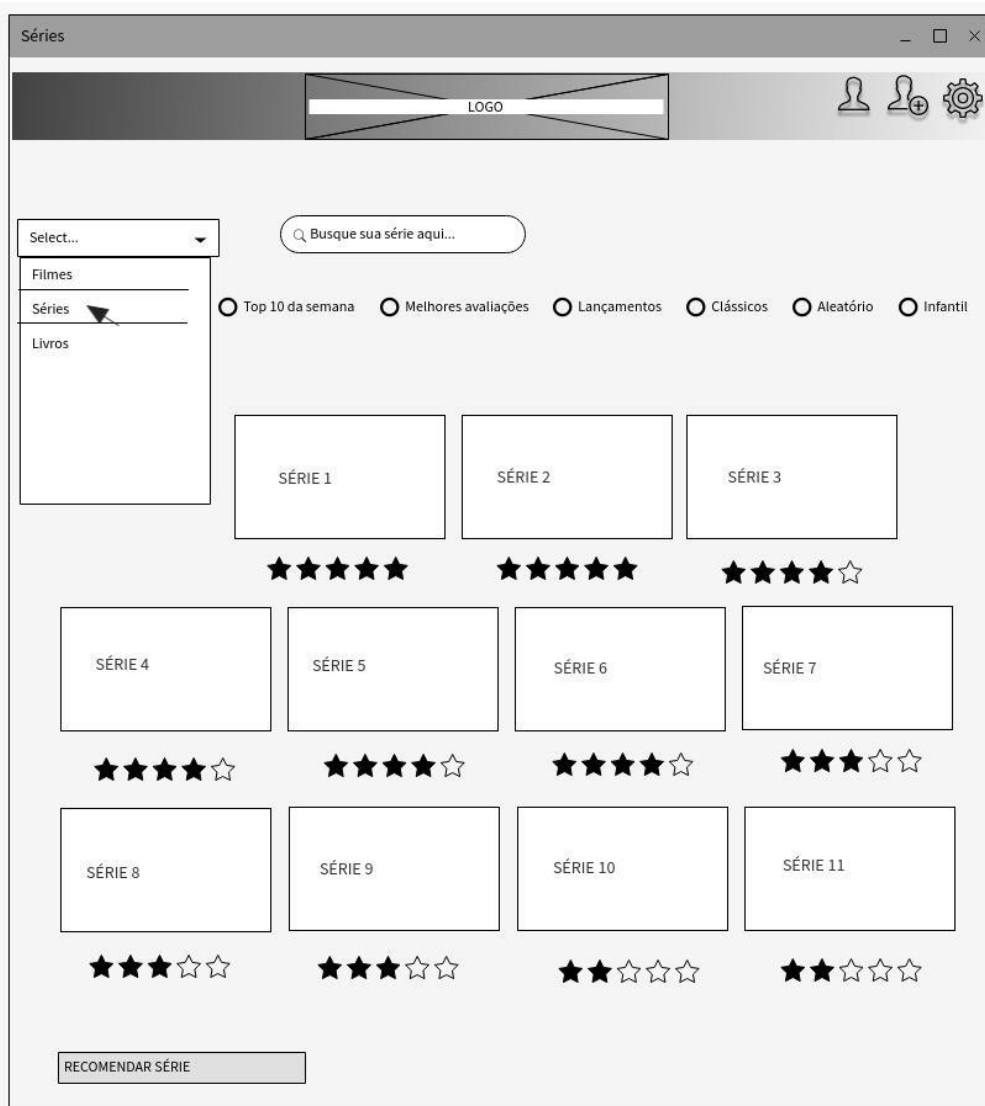 Séries
LOGO
Select...
Busque sua série aqui...
Filmes
Séries
Livros
Top 10 da semana
Melhores avaliações
Lançamentos
Clássicos
Aleatório
Infantil
SÉRIE 1
SÉRIE 2
SÉRIE 3
SÉRIE 4
SÉRIE 5
SÉRIE 6
SÉRIE 7
SÉRIE 8
SÉRIE 9
SÉRIE 10
SÉRIE 11
RECOMENDAR SÉRIE